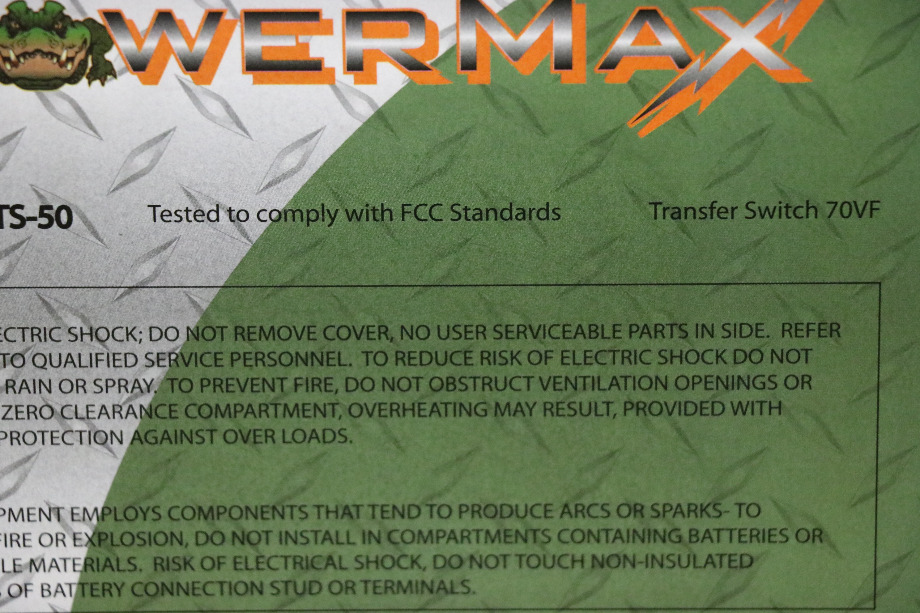 WERMAX
TS-50 Tested to comply with FCC Standards Transfer Switch 70VF
ECTRIC SHOCK; DO NOT REMOVE COVER, NO USER SERVICEABLE PARTS IN SIDE. REFER
TO QUALIFIED SERVICE PERSONNEL. TO REDUCE RISK OF ELECTRIC SHOCK DO NOT
RAIN OR SPRAY. TO PREVENT FIRE, DO NOT OBSTRUCT VENTILATION OPENINGS OR
ZERO CLEARANCE COMPARTMENT, OVERHEATING MAY RESULT, PROVIDED WITH
PROTECTION AGAINST OVER LOADS.
PMENT EMPLOYS COMPONENTS THAT TEND TO PRODUCE ARCS OR SPARKS- TO
FIRE OR EXPLOSION, DO NOT INSTALL IN COMPARTMENTS CONTAINING BATTERIES OR
LE MATERIALS. RISK OF ELECTRICAL SHOCK, DO NOT TOUCH NON-INSULATED
OF BATTERY CONNECTION STUD OR TERMINALS.